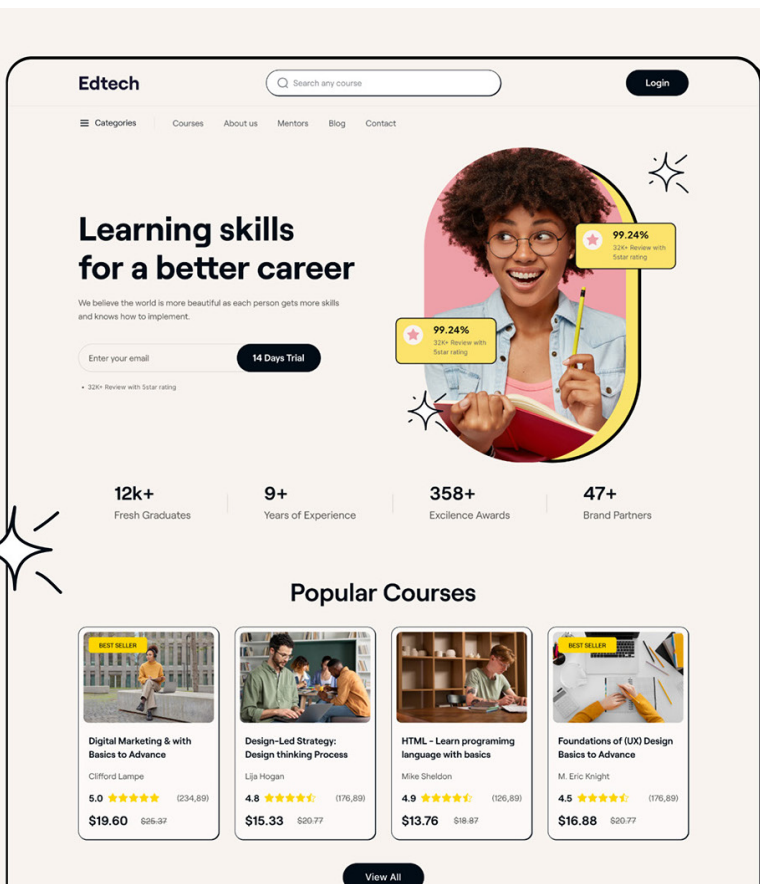 Edtech
Search any course
Login
Categories
Courses
About us
Mentors
Blog
Contact
Learning skills
for a better career
We believe the world is more beautiful as each person gets more skills
and knows how to implement.
Enter your email
14 Days Trial
32K+ Review with 5star rating
99.24%
32K+ Review with
5star rating
99.24%
32K+ Review with
5star rating
12k+
Fresh Graduates
9+
Years of Experience
358+
Excilence Awards
47+
Brand Partners
Popular Courses
BEST SELLER
Digital Marketing & with
Basics to Advance
Clifford Lampe
5.0
(234,89)
$19.60 $25.37
Design-Led Strategy:
Design thinking Process
Lija Hogan
4.8
(176,89)
$15.33 $20.77
HTML - Learn programimg
language with basics
Mike Sheldon
4.9
(126,89)
$13.76 $18.87
BEST SELLER
Foundations of (UX) Design
Basics to Advance
M. Eric Knight
4.5
(176,89)
$16.88 $20.77
View All